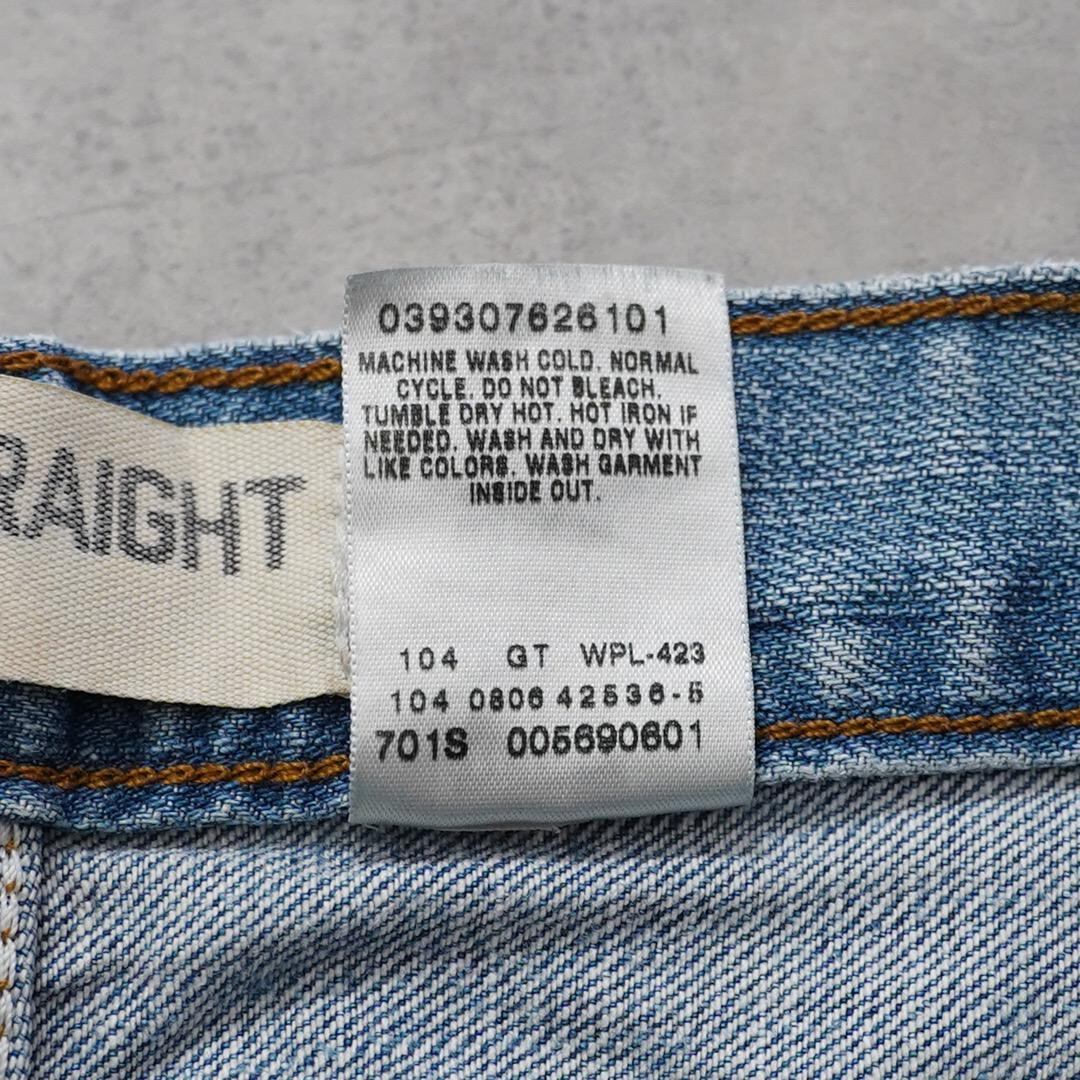 RAIGHT
039307626101
MACHINE WASH COLD. NORMAL
CYCLE. DO NOT BLEACH.
TUMBLE DRY HOT. HOT IRON IF
NEEDED. WASH AND DRY WITH
LIKE COLORS. WASH GARMENT
INSIDE OUT.
104 GT WPL-423
104 0806 42536-5
701S 005690601